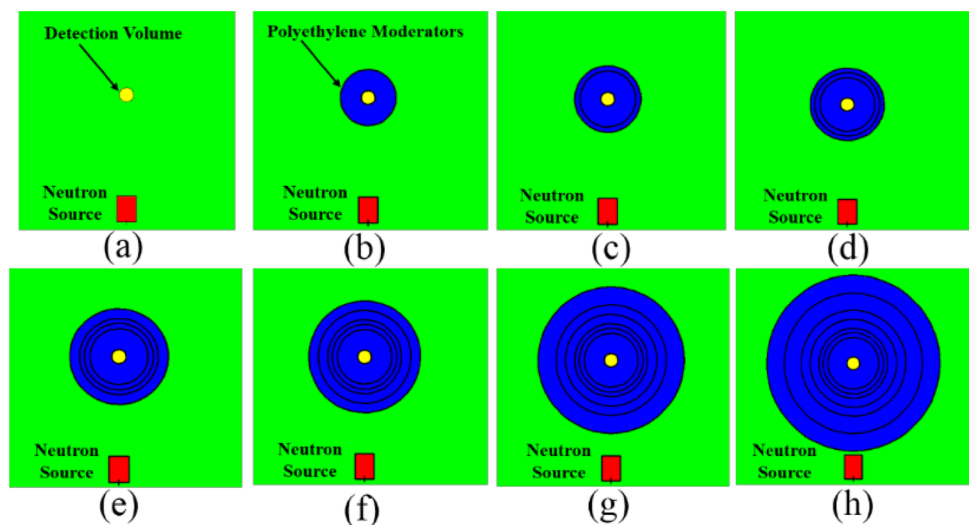 Detection Volume
Neutron
Source
(a)
Polyethylene Moderators
Neutron
Source
(b)
Neutron
Source
(c)
Neutron
Source
(d)
Neutron
Source
(e)
Neutron
Source
(f)
Neutron
Source
(g)
Neutron
Source
(h)